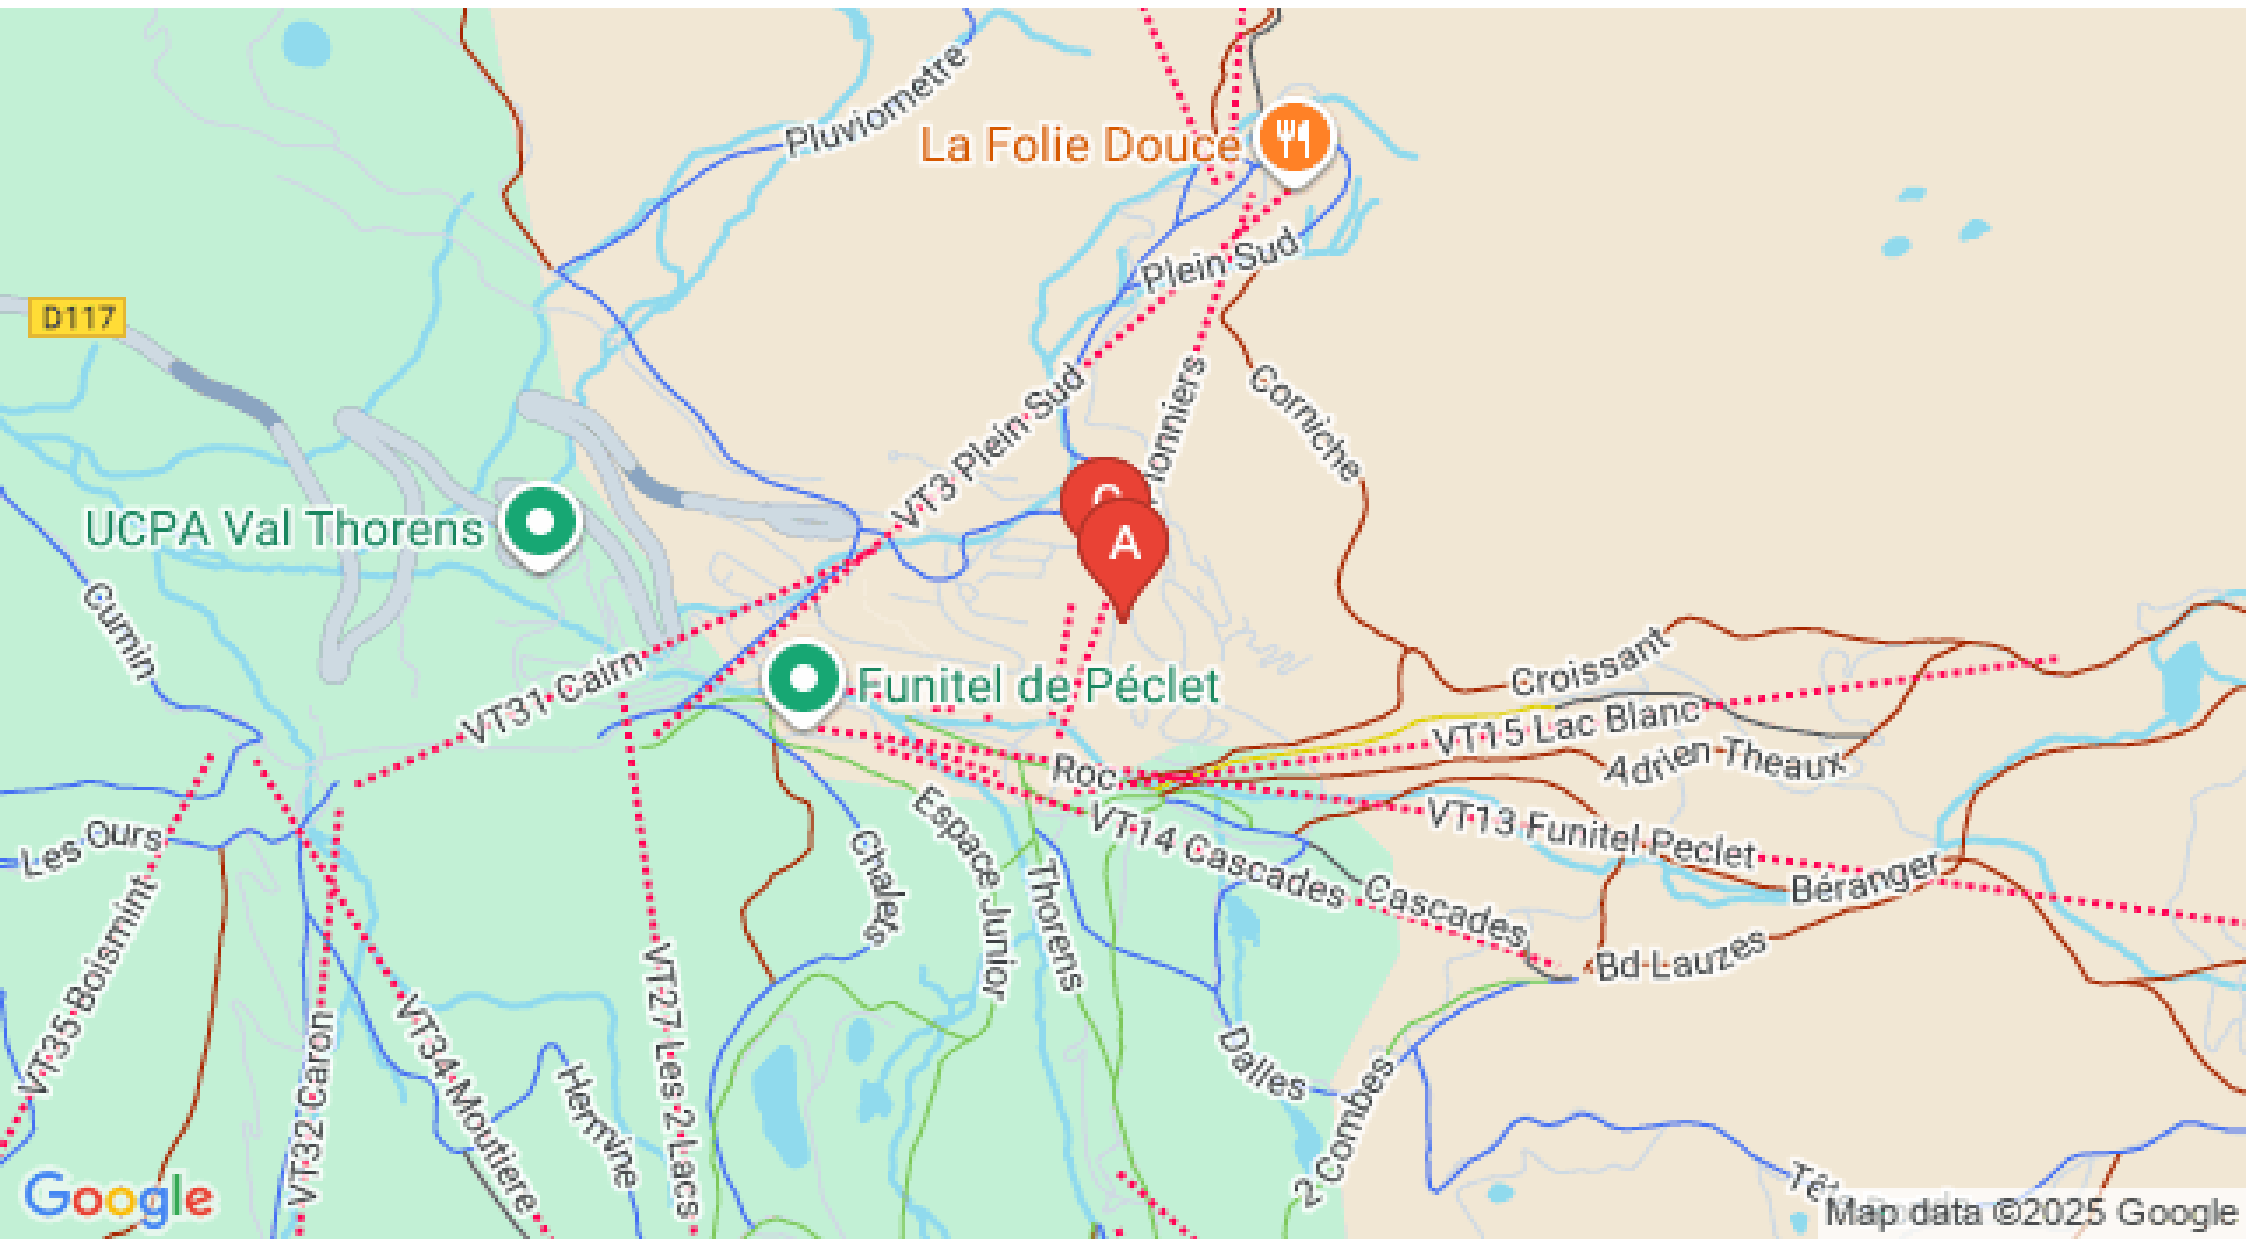 Pluviometre
La Folie Douce
Plein Sud
D117
VT3 Plein Sud
ionniers
Corniche
UCPA Val Thorens
A
Cumin
VT31 Cairn
Funitel de Péclet
Croissant
VT15 Lac Blanc
Roc
Adrien Theaux
Les Ours
Espace Junior
Chalets
Thorens
VT14 Cascades
VT13 Funitel Peclet
Cascades
Béranger
Bd Lauzes
VT35 Boismint
VT32 Caron
VT34 Moutiere
Hermine
VT27 Les 2 Lacs
Dalles
2 Combes
Google
Map data ©2025 Google